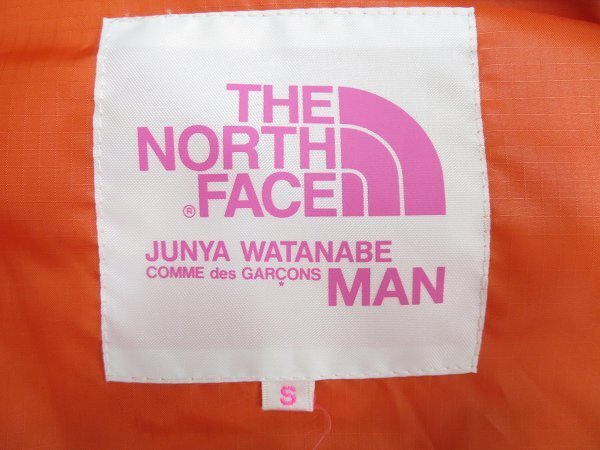 THE
NORTH
® FACE
JUNYA WATANABE
COMME des GARÇONS MAN
S